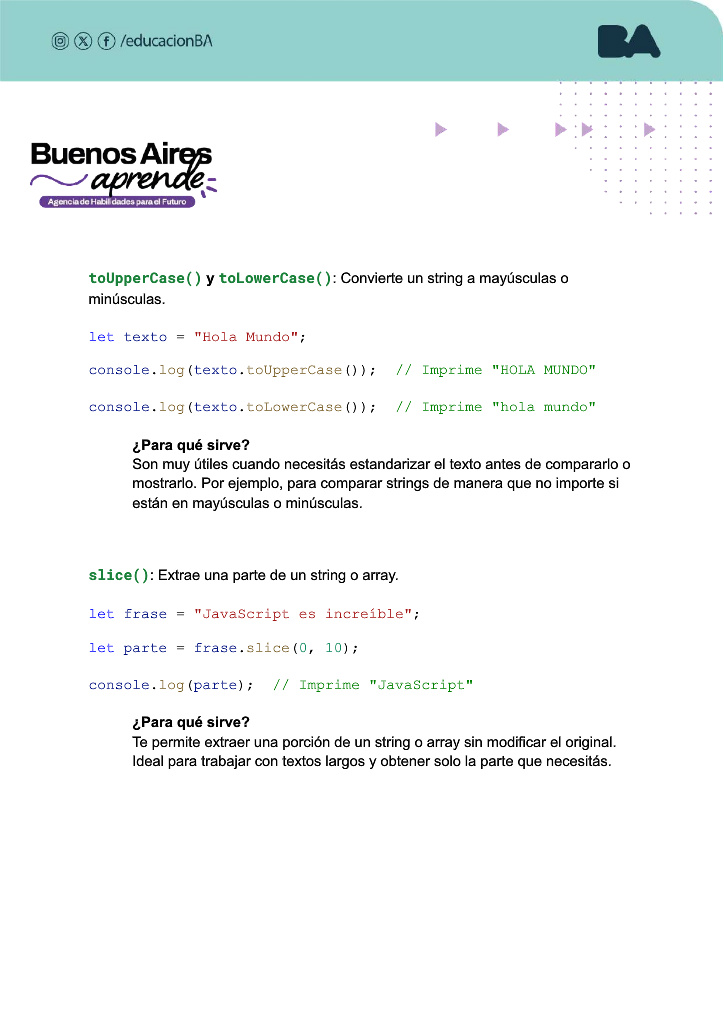 /educacionBA
BA
Buenos Aires
aprende
Agencia de Habilidades para el Futuro
toUpperCase() y toLowerCase(): Convierte un string a mayúsculas o
minúsculas.
let texto = "Hola Mundo";
console.log(texto.toUpperCase());  // Imprime "HOLA MUNDO"
console.log(texto.toLowerCase());  // Imprime "hola mundo"
¿Para qué sirve?
Son muy útiles cuando necesitás estandarizar el texto antes de compararlo o
mostrarlo. Por ejemplo, para comparar strings de manera que no importe si
están en mayúsculas o minúsculas.
slice(): Extrae una parte de un string o array.
let frase = "JavaScript es increíble";
let parte = frase.slice(0, 10);
console.log(parte);  // Imprime "JavaScript"
¿Para qué sirve?
Te permite extraer una porción de un string o array sin modificar el original.
Ideal para trabajar con textos largos y obtener solo la parte que necesitás.